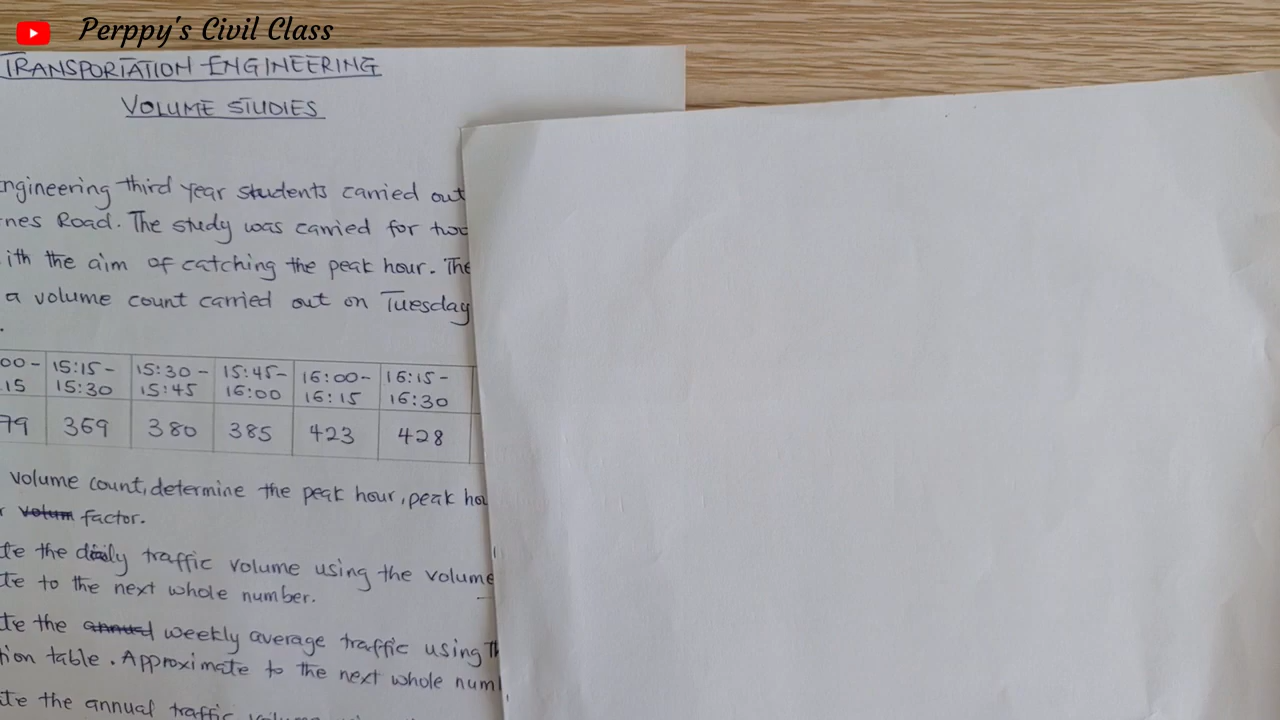 Perppy's Civil Class
TRANSPORTATION ENGINEERING
VOLUME STUDIES
ngineering third year students carried out
nes Road. The study was carried for two
ith the aim of catching the peak hour. The
a volume count carried out on Tuesday
00- 15:15- 15:30- 15:45- 16:00- 16:15-
15 15:30 15:45 16:00 16:15 16:30
79 369 380 385 423 428
volume count, determine the peak hour, peak hou
r volum factor.
te the daily traffic volume using the volume
te to the next whole number.
te the annual weekly average traffic using th
tion table. Approximate to the next whole num
te the annual traffic